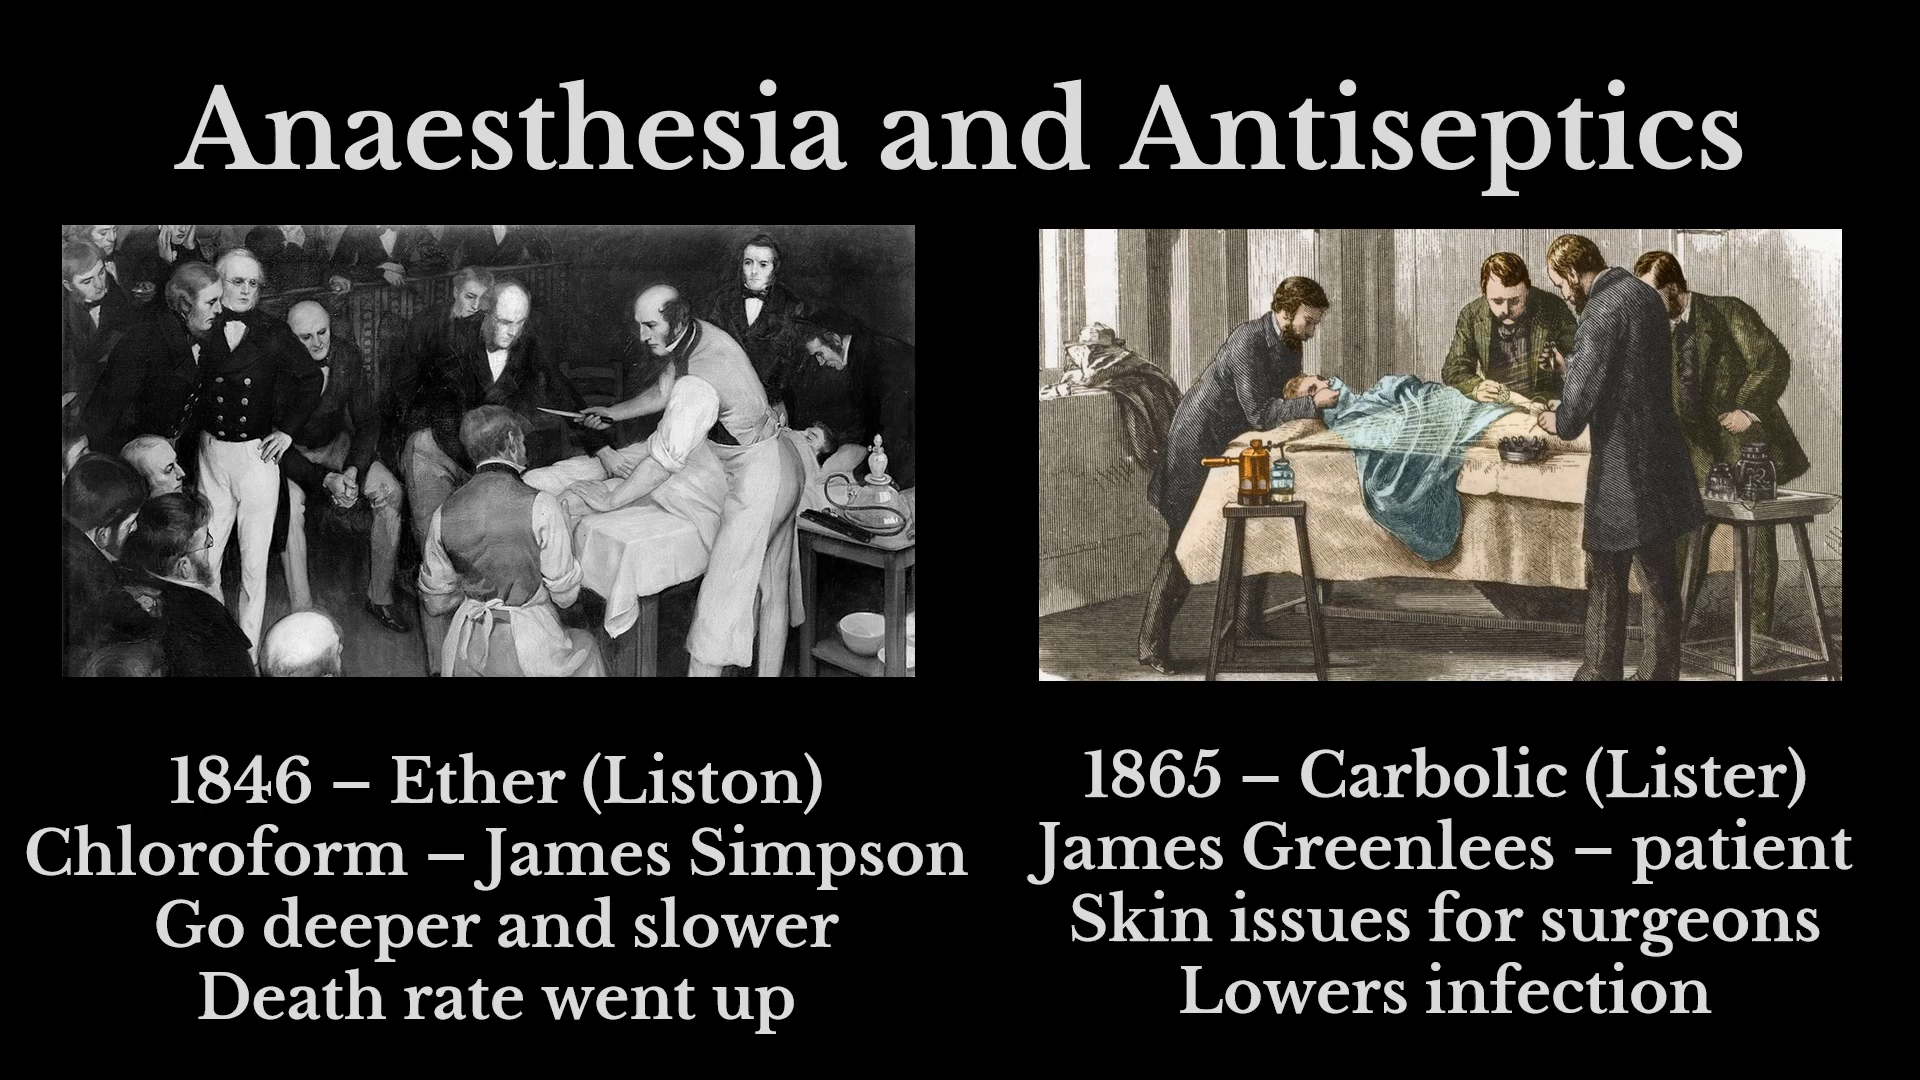 Anaesthesia and Antiseptics
1846 – Ether (Liston)
Chloroform – James Simpson
Go deeper and slower
Death rate went up
1865 – Carbolic (Lister)
James Greenlees – patient
Skin issues for surgeons
Lowers infection